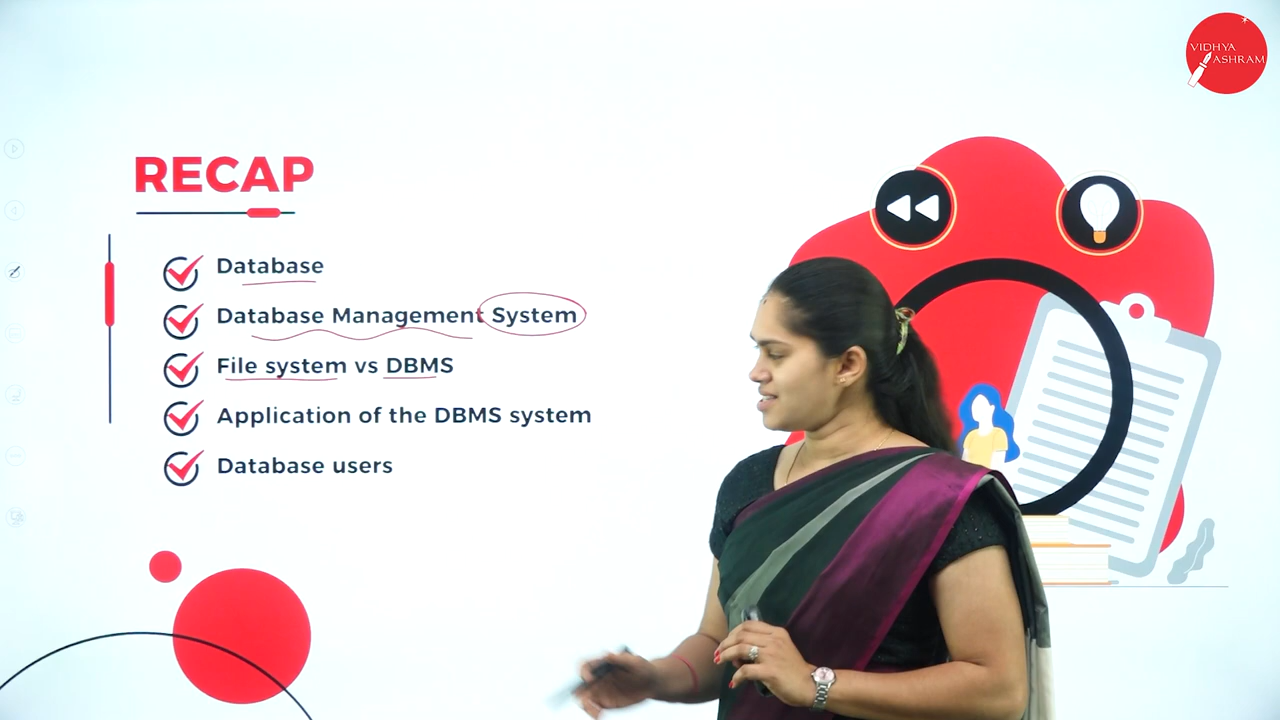 VIDHYA
ASHRAM
RECAP
Database
Database Management System
File system vs DBMS
Application of the DBMS system
Database users